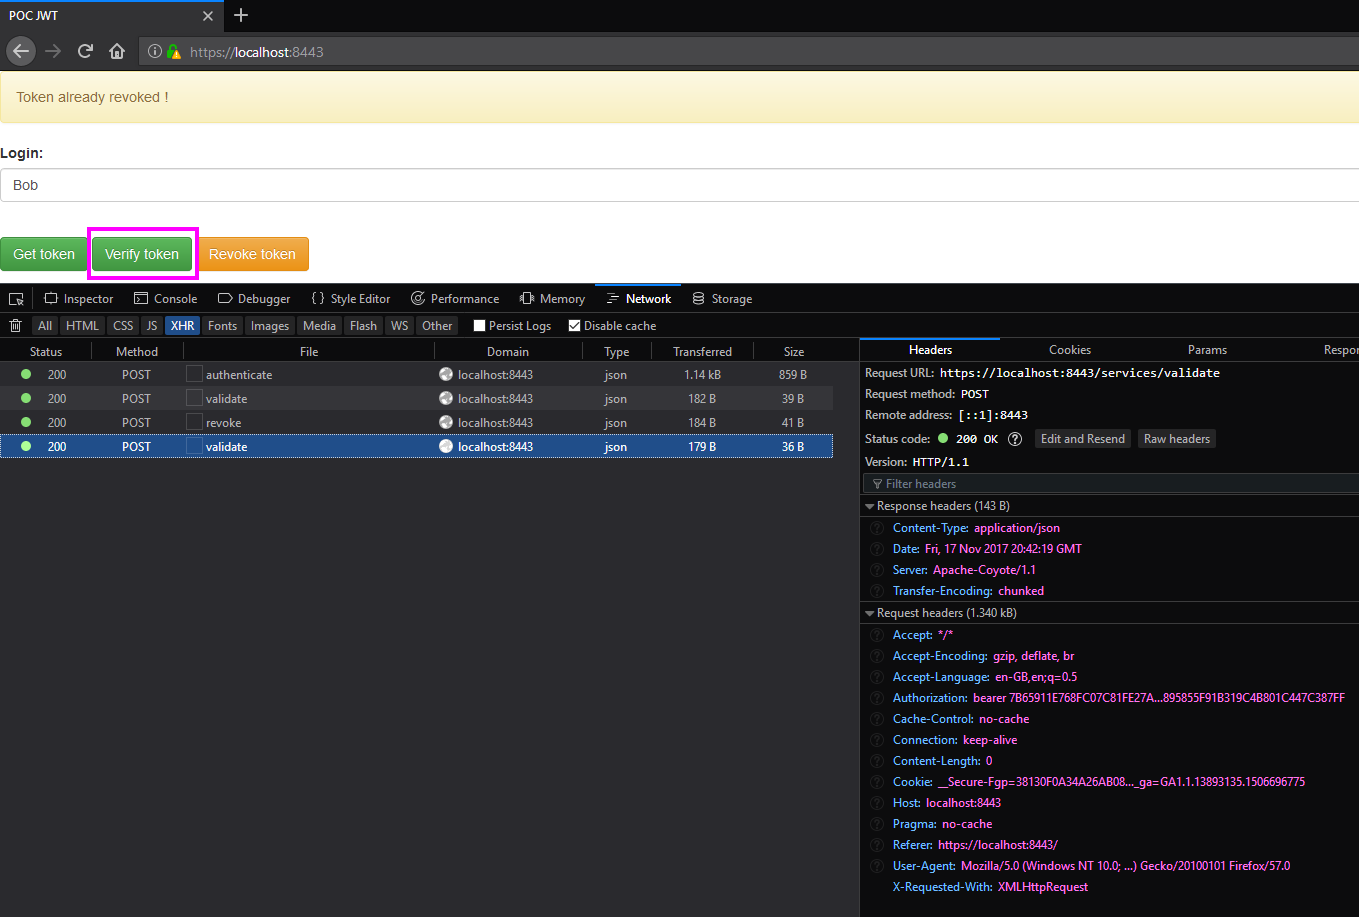 POC JWT
https://localhost:8443
Token already revoked !
Login:
Bob
Get token Verify token Revoke token
Inspector Console Debugger Style Editor Performance Memory Network Storage
All HTML CSS JS XHR Fonts Images Media Flash WS Other Persist Logs Disable cache
Status Method File Domain Type Transferred Size
200 POST authenticate localhost:8443 json 1.14 kB 859 B
200 POST validate localhost:8443 json 182 B 39 B
200 POST revoke localhost:8443 json 184 B 41 B
200 POST validate localhost:8443 json 179 B 36 B
Headers Cookies Params Respor
Request URL: https://localhost:8443/services/validate
Request method: POST
Remote address: [::1]:8443
Status code: 200 OK ? Edit and Resend Raw headers
Version: HTTP/1.1
Filter headers
Response headers (143 B)
? Content-Type: application/json
? Date: Fri, 17 Nov 2017 20:42:19 GMT
? Server: Apache-Coyote/1.1
? Transfer-Encoding: chunked
Request headers (1.340 kB)
? Accept: */*
? Accept-Encoding: gzip, deflate, br
? Accept-Language: en-GB,en;q=0.5
? Authorization: bearer 7B65911E768FC07C81FE27A...895855F91B319C4B801C447C387FF
? Cache-Control: no-cache
? Connection: keep-alive
? Content-Length: 0
? Cookie: __Secure-Fgp=38130F0A34A26AB08..._ga=GA1.1.13893135.1506696775
? Host: localhost:8443
? Pragma: no-cache
? Referer: https://localhost:8443/
? User-Agent: Mozilla/5.0 (Windows NT 10.0; ...) Gecko/20100101 Firefox/57.0
X-Requested-With: XMLHttpRequest